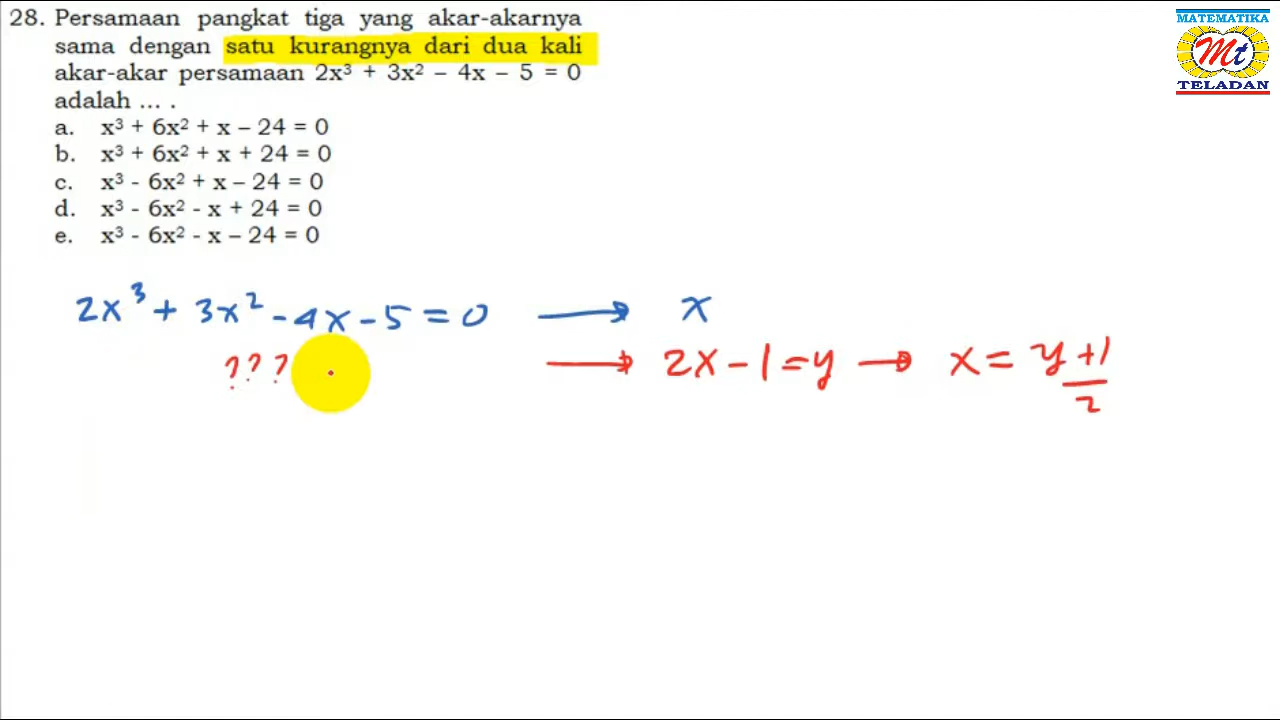 28. Persamaan pangkat tiga yang akar-akarnya
sama dengan satu kurangnya dari dua kali
akar-akar persamaan 2x³ + 3x² – 4x – 5 = 0
adalah ... .
a. x³ + 6x² + x – 24 = 0
b. x³ + 6x² + x + 24 = 0
c. x³ - 6x² + x – 24 = 0
d. x³ - 6x² - x + 24 = 0
e. x³ - 6x² - x – 24 = 0
MATEMATIKA
Mt
TELADAN
2x³ + 3x² - 4x - 5 = 0 → x
??? → 2x - 1 = y → x = (y+1)/2